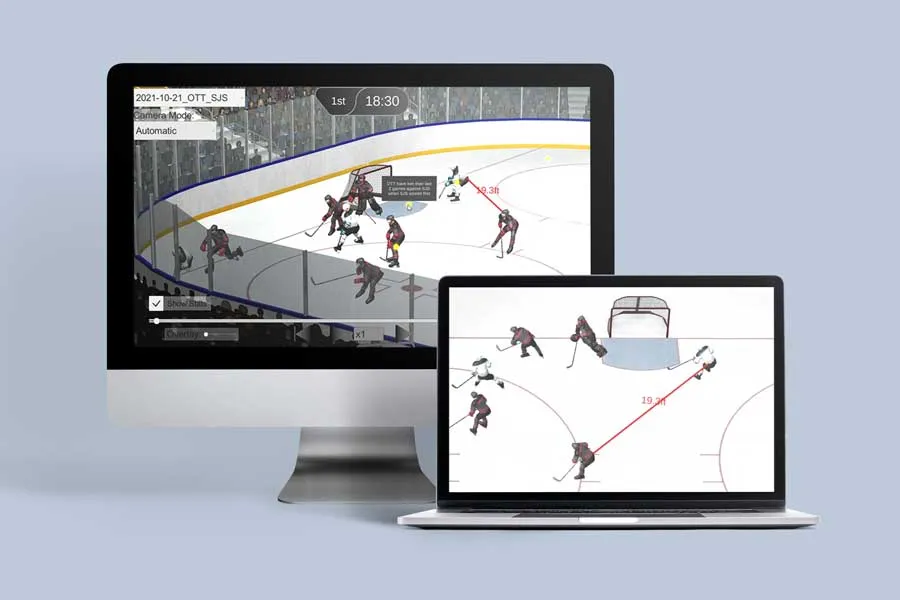 2021-10-21_OTT_SJS
1st 18:30
Camera Mode:
Automatic
OTT have won their last
2 games against SJS
when SJS scored first
19.3ft
Show Stats
Overlay:
x1
19.3ft